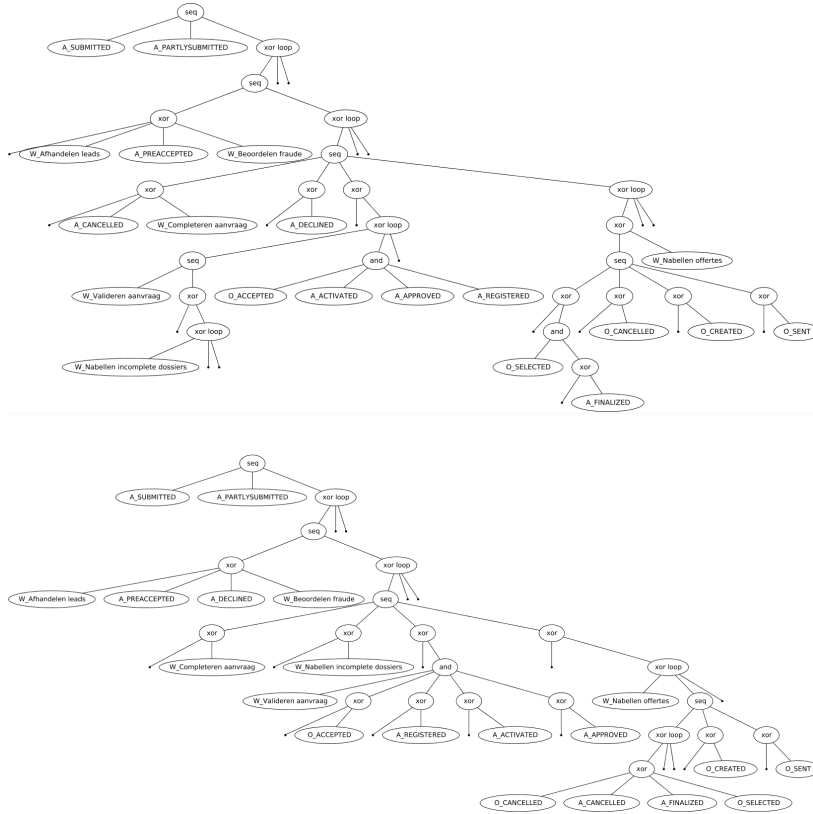 seq
A_SUBMITTED A_PARTLYSUBMITTED xor loop
seq
xor xor loop
W_Afhandelen leads A_PREACCEPTED W_Beoordelen fraude seq
xor xor xor xor loop
A_CANCELLED W_Completeren aanvraag A_DECLINED xor loop xor
seq and seq W_Nabellen offertes
W_Valideren aanvraag xor O_ACCEPTED A_ACTIVATED A_APPROVED A_REGISTERED xor xor xor xor
xor loop and O_CANCELLED O_CREATED O_SENT
W_Nabellen incomplete dossiers O_SELECTED xor
A_FINALIZED
seq
A_SUBMITTED A_PARTLYSUBMITTED xor loop
seq
xor xor loop
W_Afhandelen leads A_PREACCEPTED A_DECLINED W_Beoordelen fraude seq
xor xor xor xor
W_Completeren aanvraag W_Nabellen incomplete dossiers and xor loop
W_Valideren aanvraag xor xor xor xor W_Nabellen offertes seq
O_ACCEPTED A_REGISTERED A_ACTIVATED A_APPROVED xor loop xor xor
xor O_CREATED O_SENT
O_CANCELLED A_CANCELLED A_FINALIZED O_SELECTED